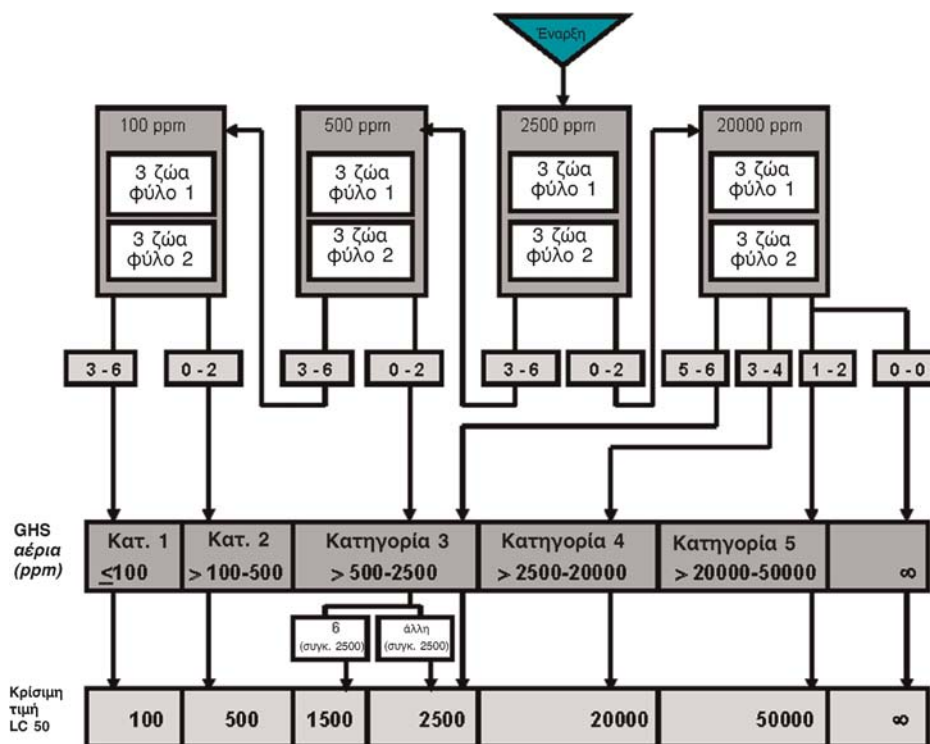 Έναρξη
100 ppm
500 ppm
2500 ppm
20000 ppm
3 ζώα
φύλο 1
3 ζώα
φύλο 1
3 ζώα
φύλο 1
3 ζώα
φύλο 1
3 ζώα
φύλο 2
3 ζώα
φύλο 2
3 ζώα
φύλο 2
3 ζώα
φύλο 2
3 - 6
0 - 2
3 - 6
0 - 2
3 - 6
0 - 2
5 - 6
3 - 4
1 - 2
0 - 0
GHS
αέρια
(ppm)
Κατ. 1
≤100
Κατ. 2
> 100-500
Κατηγορία 3
> 500-2500
Κατηγορία 4
> 2500-20000
Κατηγορία 5
> 20000-50000
∞
6
(συγκ. 2500)
άλλη
(συγκ. 2500)
Κρίσιμη
τιμή
LC 50
100
500
1500
2500
20000
50000
∞